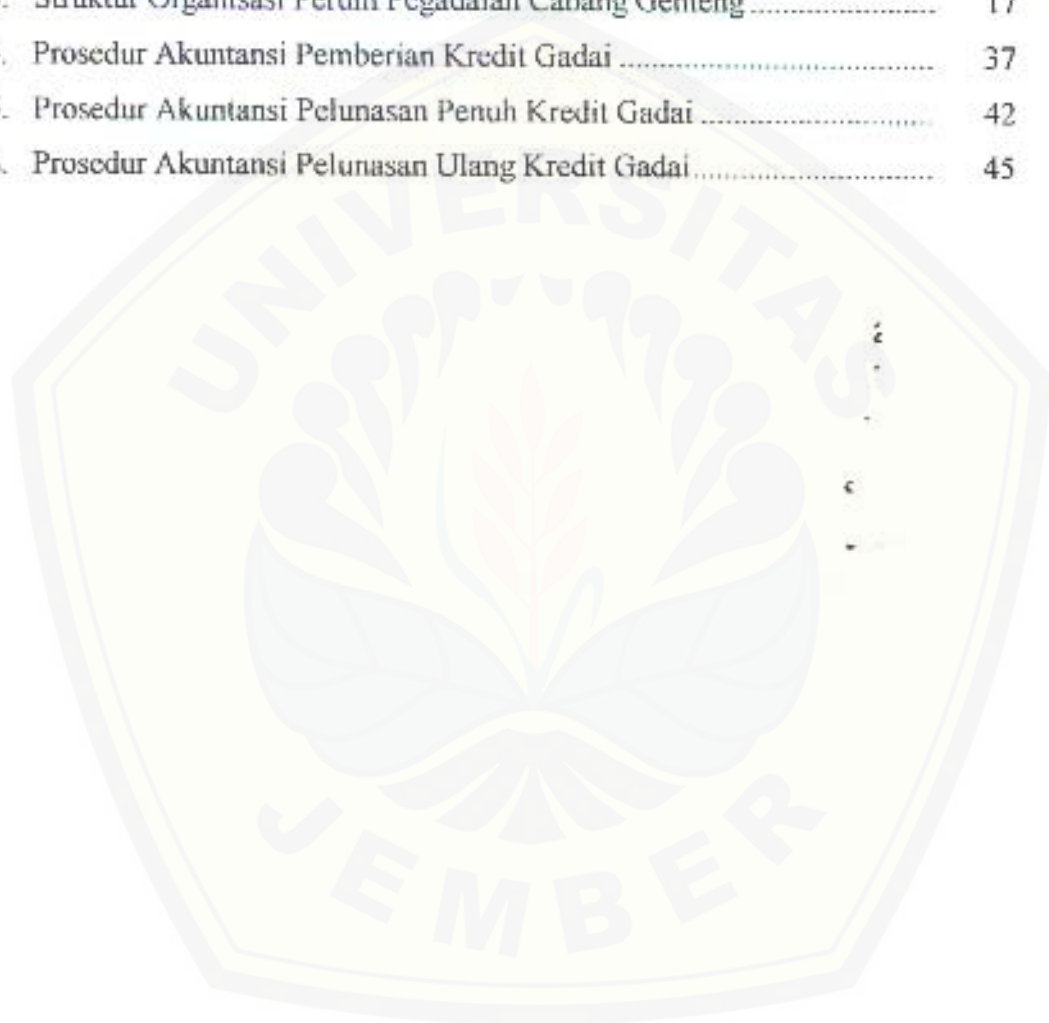 Struktur Organisasi Perum Pegadaian Cabang Genteng ................................ 17
Prosedur Akuntansi Pemberian Kredit Gadai ................................................ 37
Prosedur Akuntansi Pelunasan Penuh Kredit Gadai ................................... 42
Prosedur Akuntansi Pelunasan Ulang Kredit Gadai .................................... 45
UNIVERSITAS
JEMBER